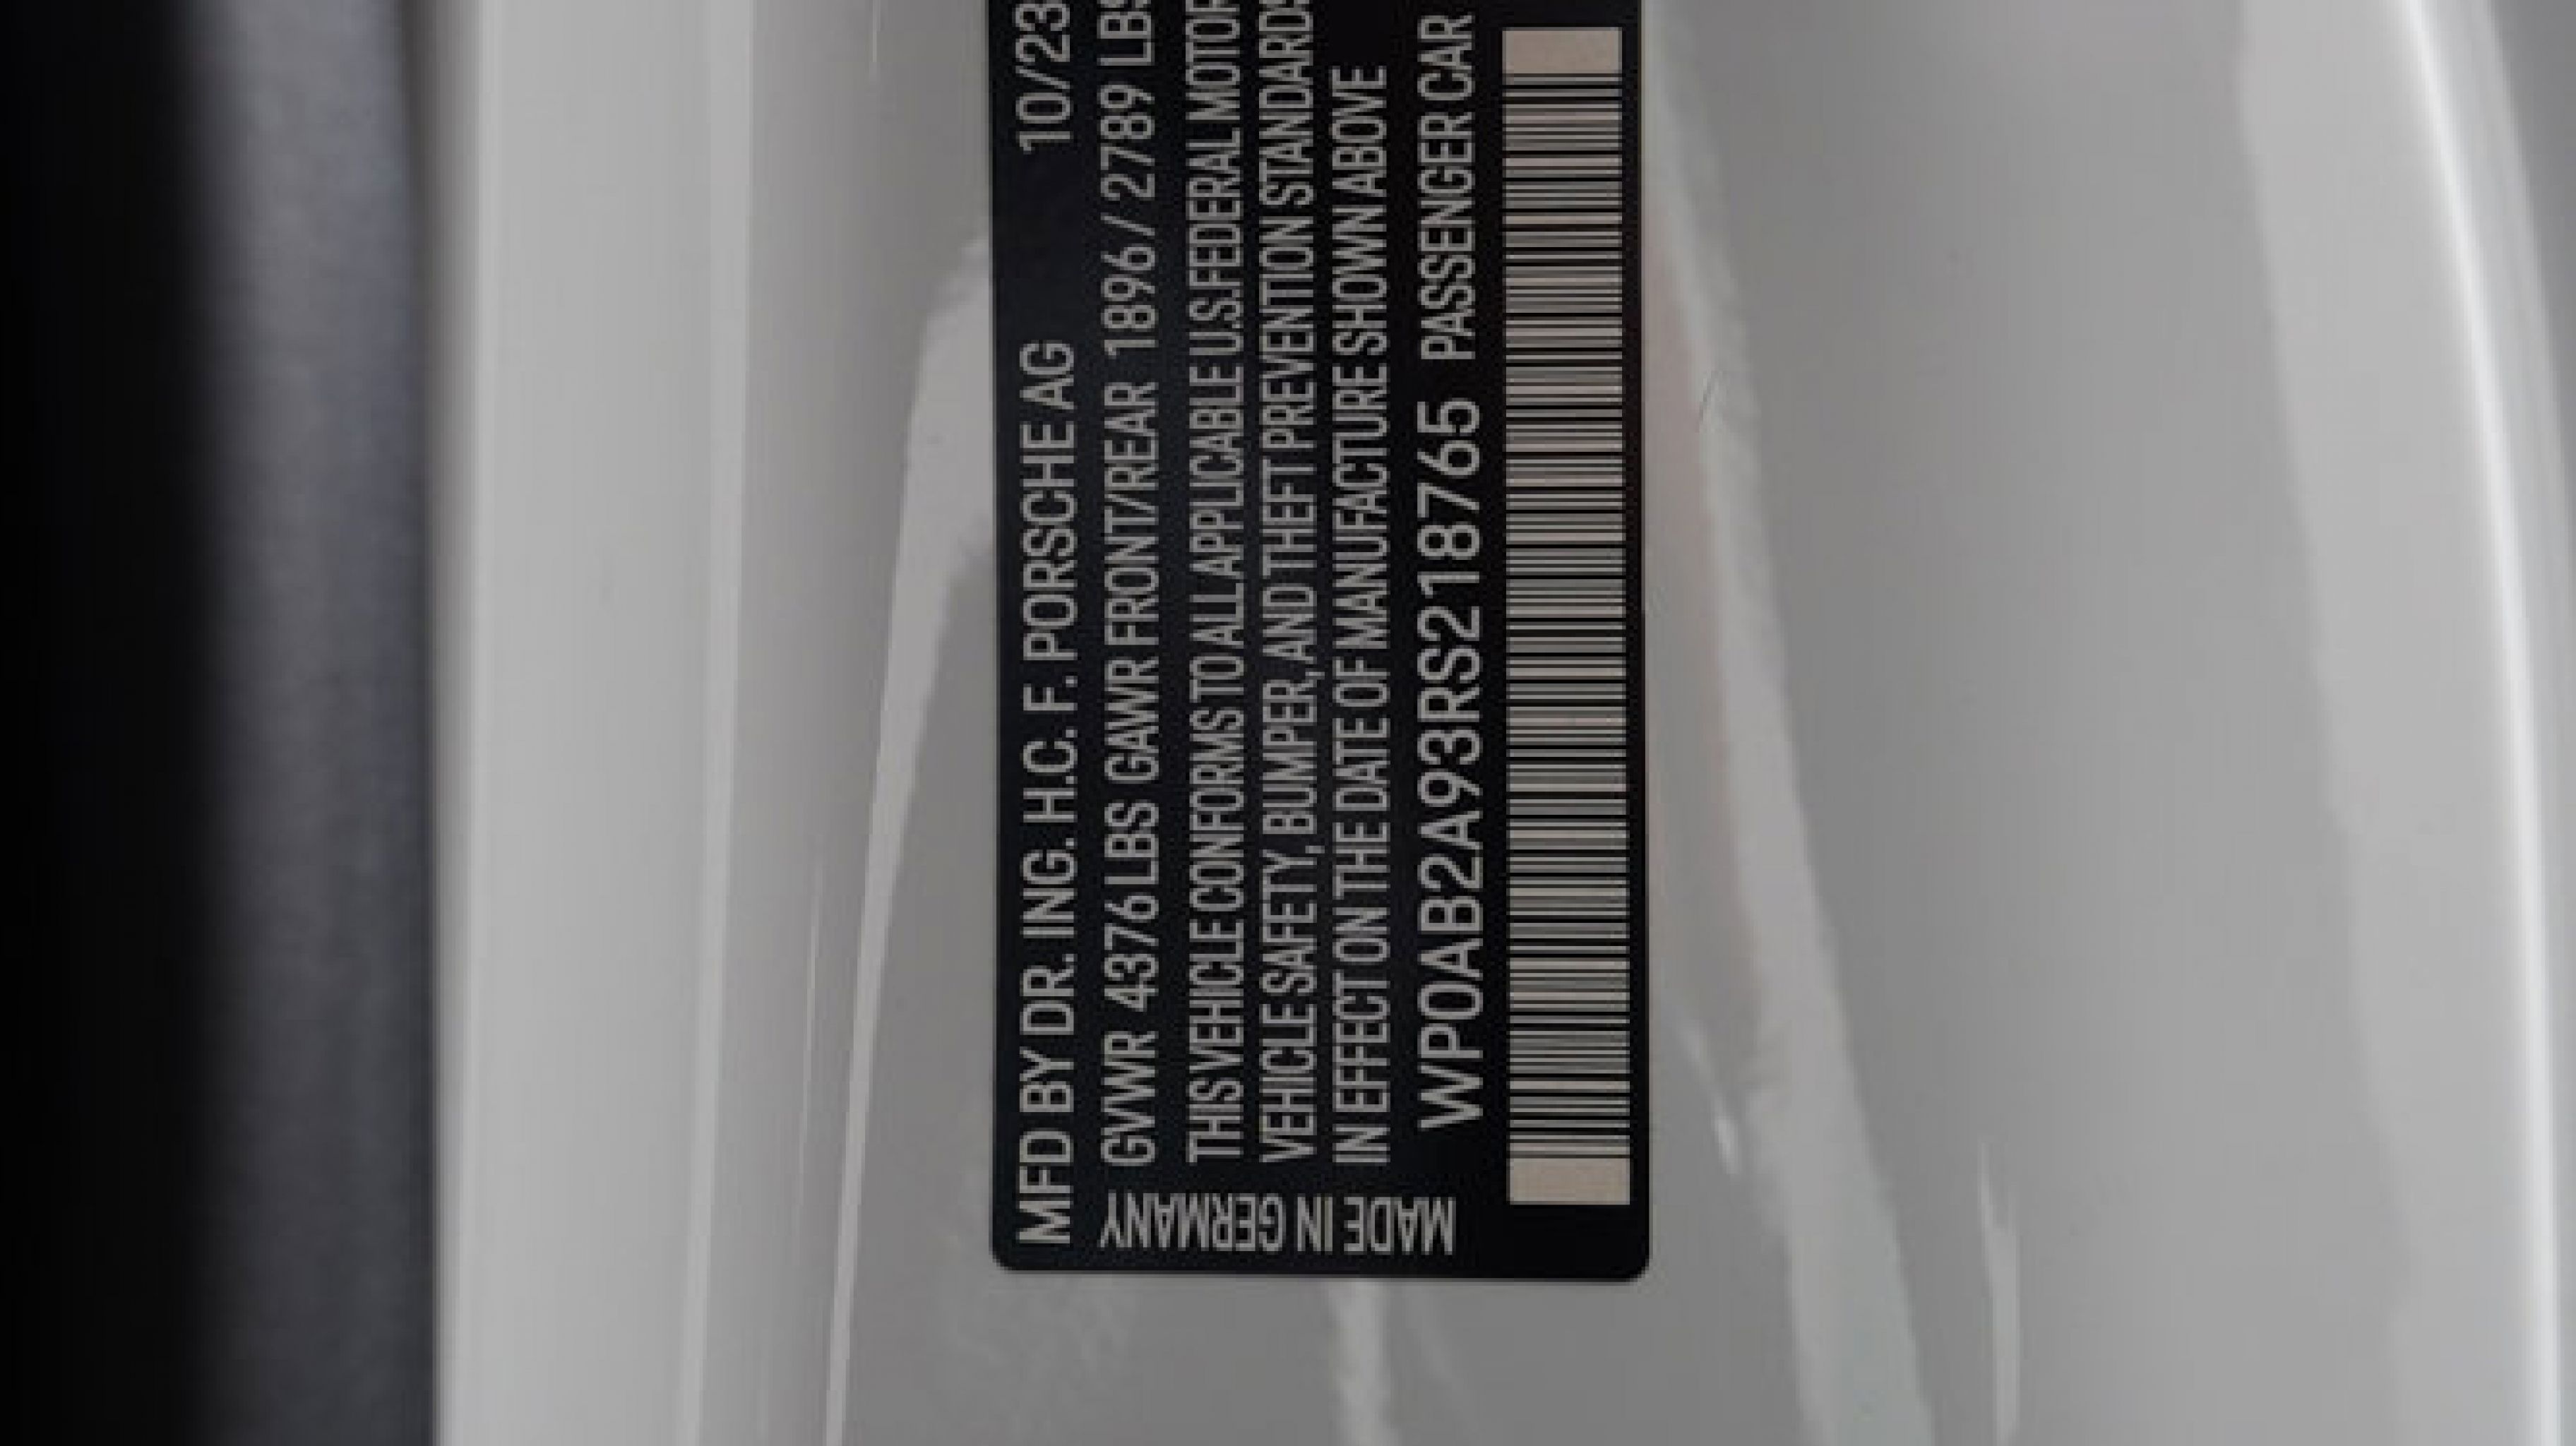 MFD BY DR. ING. H.C. F. PORSCHE AG 10/23
GVWR 4376 LBS GAWR FRONT/REAR 1896 / 2789 LBS
THIS VEHICLE CONFORMS TO ALL APPLICABLE U.S. FEDERAL MOTOR
VEHICLE SAFETY, BUMPER, AND THEFT PREVENTION STANDARDS
IN EFFECT ON THE DATE OF MANUFACTURE SHOWN ABOVE
WP0AB2A93RS218765 PASSENGER CAR
MADE IN GERMANY